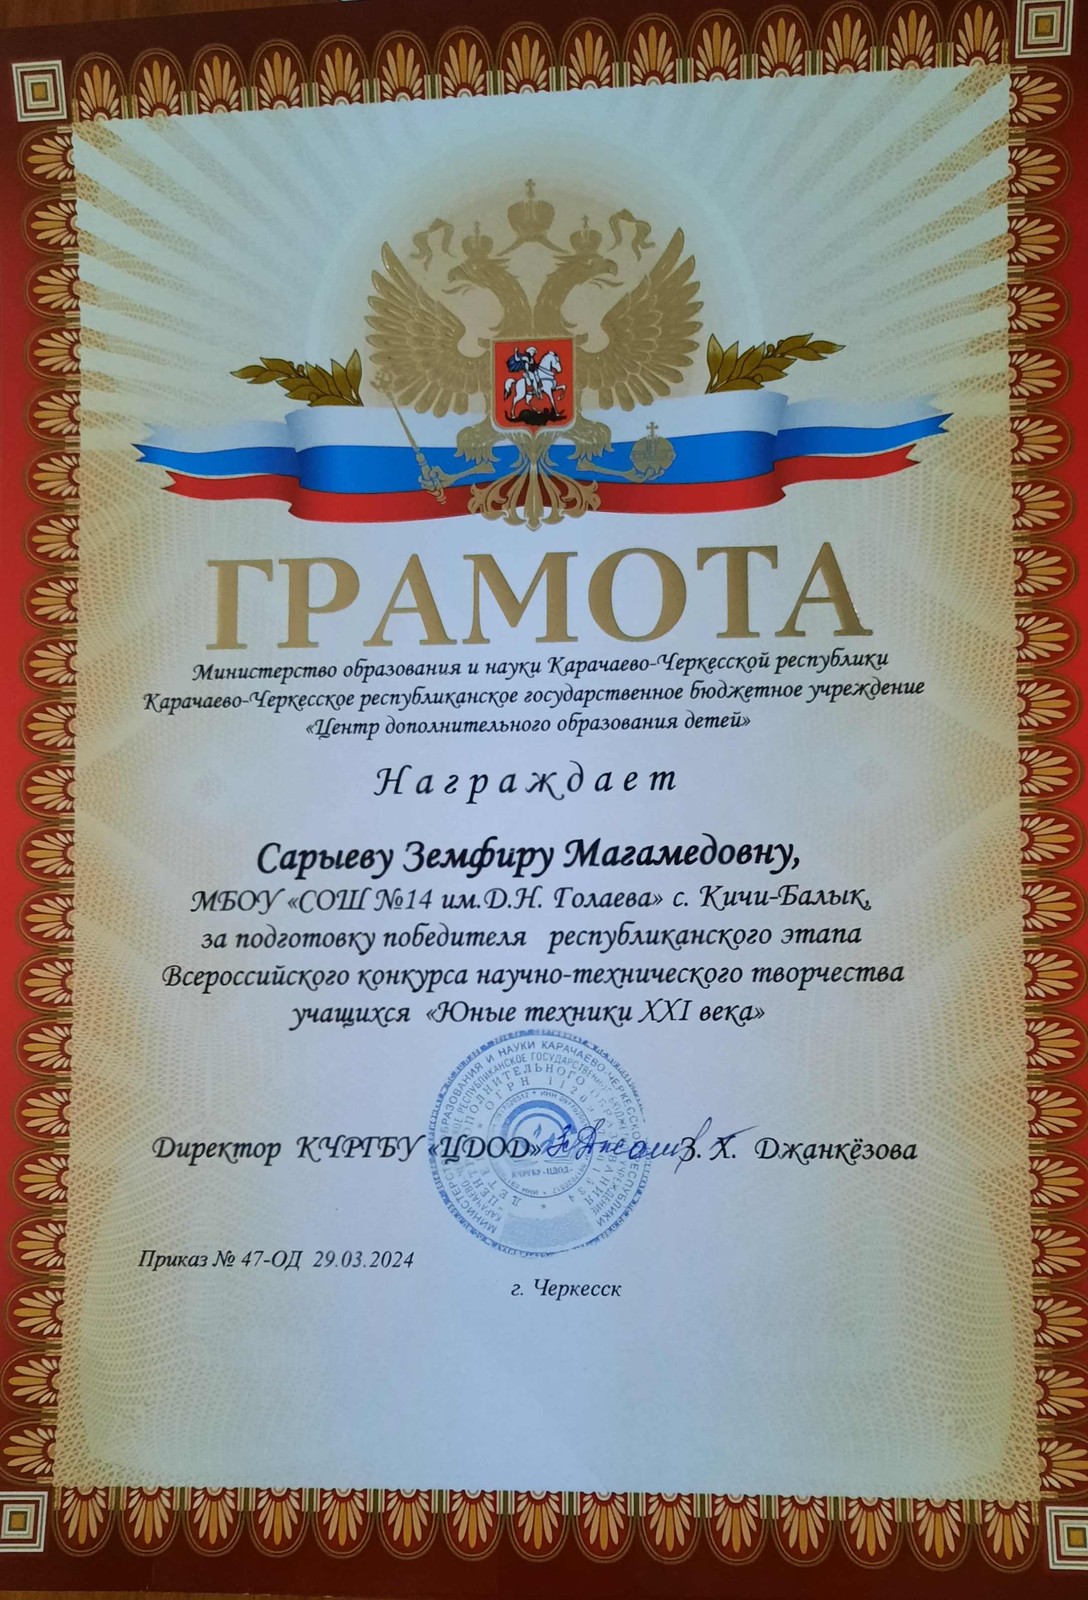 ГРАМОТА
Министерство образования и науки Карачаево-Черкесской республики
Карачаево-Черкесское республиканское государственное бюджетное учреждение
«Центр дополнительного образования детей»
Награждает
Сарыеву Земфиру Магамедовну,
МБОУ «СОШ №14 им.Д.Н. Голаева» с. Кичи-Балык,
за подготовку победителя республиканского этапа
Всероссийского конкурса научно-технического творчества
учащихся «Юные техники XXI века»
Директор КЧРГБУ «ЦДОД» З. Х. Джанкёзова
КЧРГБУ «ЦДОД»
Приказ № 47-ОД 29.03.2024
г. Черкесск